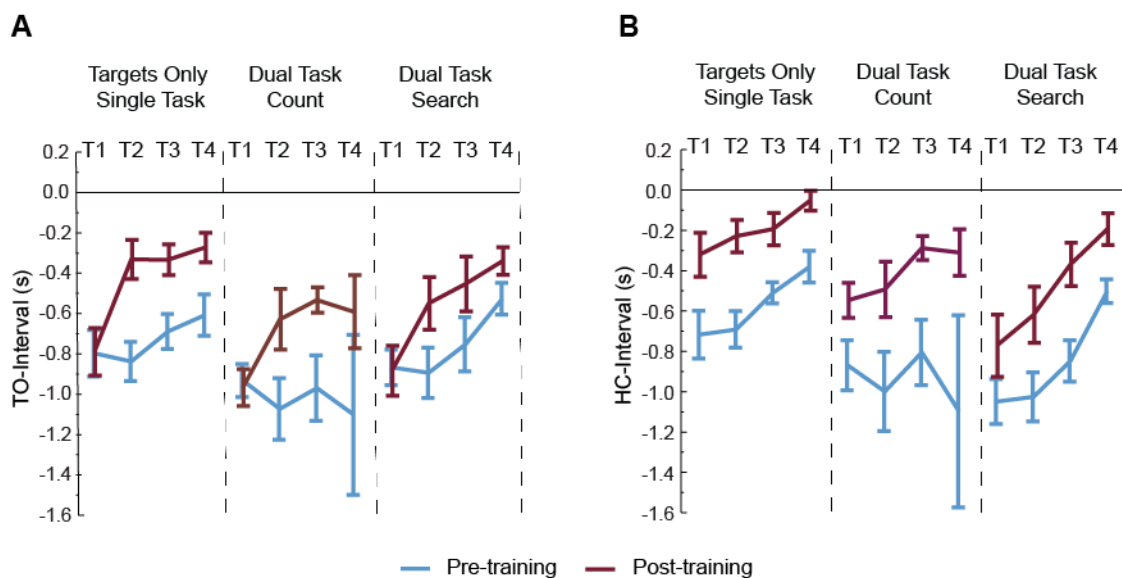 A
B
Targets Only
Single Task
Dual Task
Count
Dual Task
Search
Targets Only
Single Task
Dual Task
Count
Dual Task
Search
T1 T2 T3 T4 T1 T2 T3 T4 T1 T2 T3 T4
T1 T2 T3 T4 T1 T2 T3 T4 T1 T2 T3 T4
TO-Interval (s)
0.2
0.0
-0.2
-0.4
-0.6
-0.8
-1.0
-1.2
-1.4
-1.6
HC-Interval (s)
0.2
0.0
-0.2
-0.4
-0.6
-0.8
-1.0
-1.2
-1.4
-1.6
Pre-training Post-training